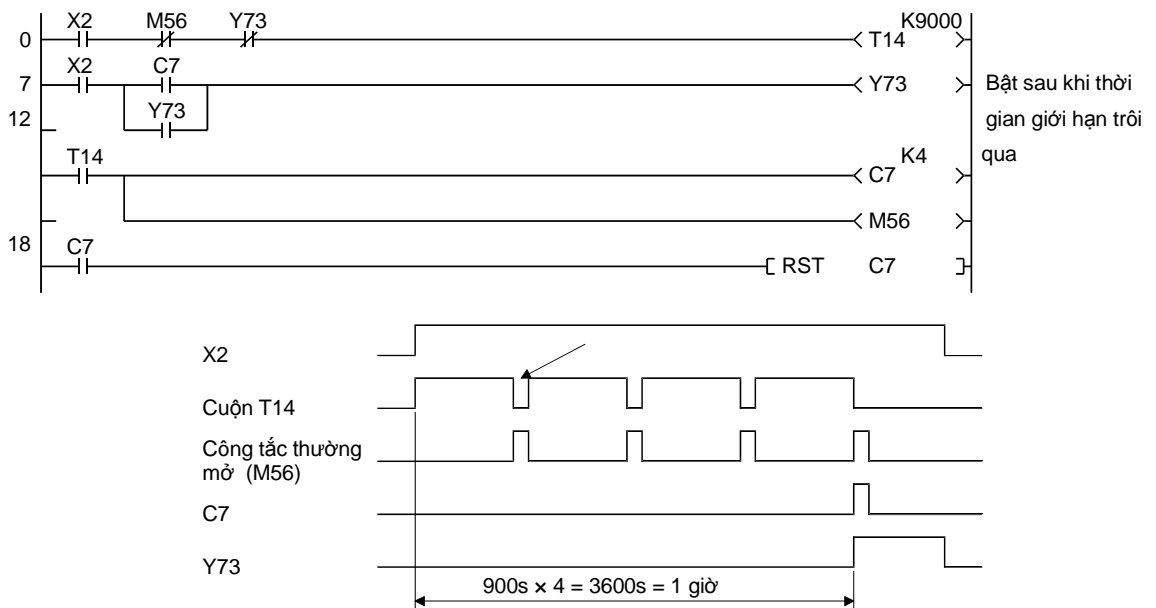 X2 M56 Y73 K9000
0 T14
X2 C7
7 Y73 Bật sau khi thời
Y73
12 gian giới hạn trôi
T14 K4 qua
C7
M56
18 C7
RST C7
X2
Cuộn T14
Công tắc thường
mở (M56)
C7
Y73
900s × 4 = 3600s = 1 giờ